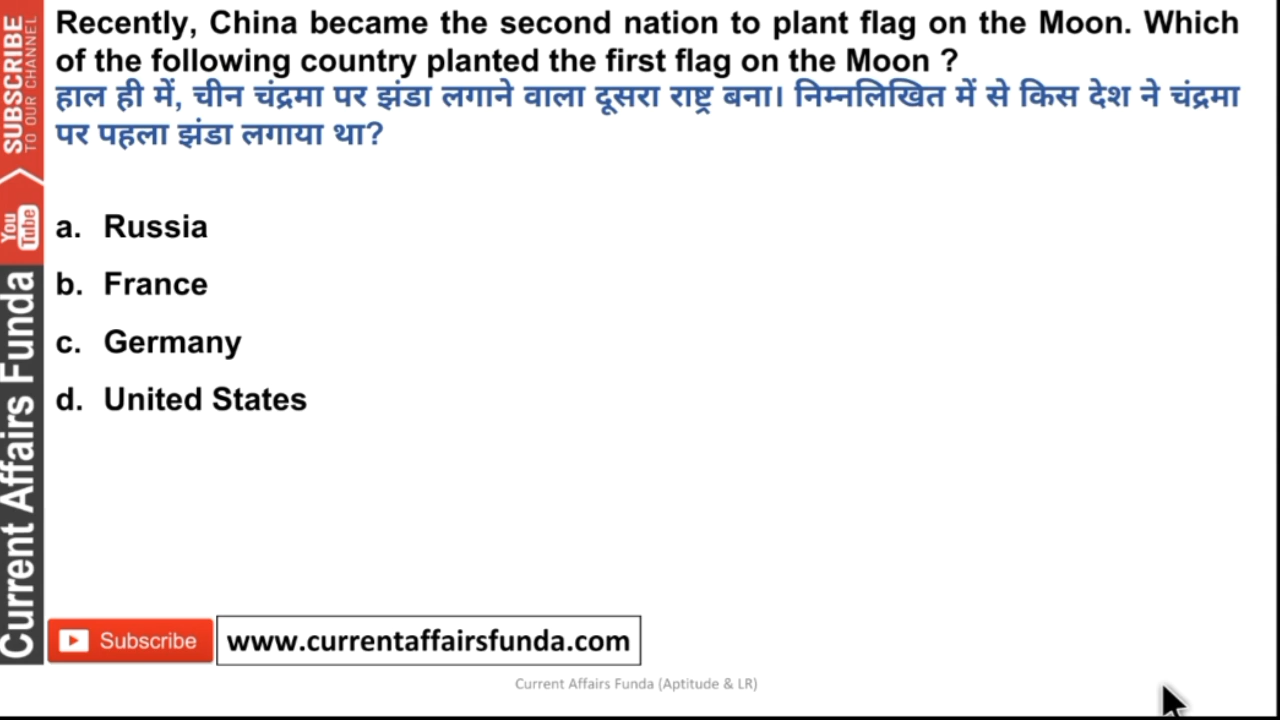 Recently, China became the second nation to plant flag on the Moon. Which
of the following country planted the first flag on the Moon ?
हाल ही में, चीन चंद्रमा पर झंडा लगाने वाला दूसरा राष्ट्र बना। निम्नलिखित में से किस देश ने चंद्रमा
पर पहला झंडा लगाया था?
a. Russia
b. France
c. Germany
d. United States
SUBSCRIBE
TO OUR CHANNEL
You
Tube
Current Affairs Funda
Subscribe
www.currentaffairsfunda.com
Current Affairs Funda (Aptitude & LR)